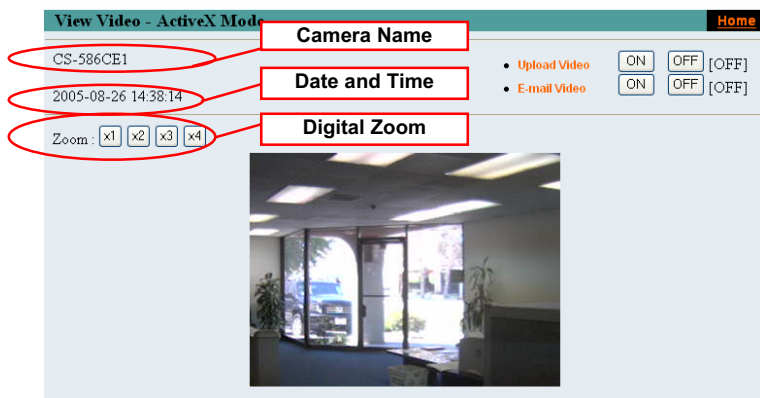 View Video - ActiveX Mode
Home
Camera Name
CS-586CE1
Upload Video ON OFF [OFF]
Date and Time
E-mail Video ON OFF [OFF]
2005-08-26 14:38:14
Digital Zoom
Zoom : x1 x2 x3 x4